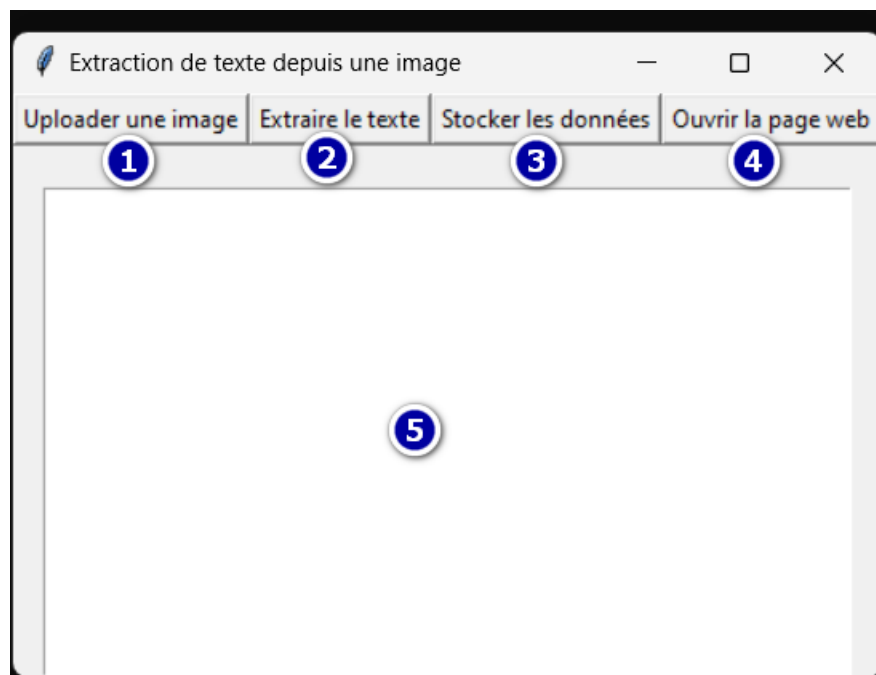 Extraction de texte depuis une image
Uploader une image Extraire le texte Stocker les données Ouvrir la page web
1 2 3 4
5